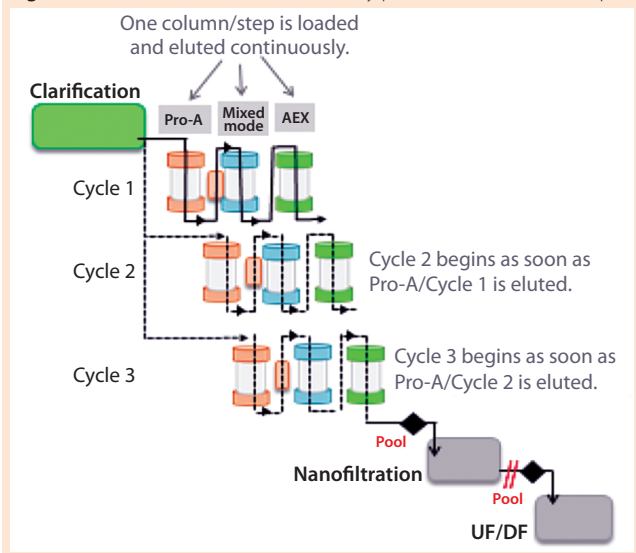 One column/step is loaded
and eluted continuously.
Clarification
Pro-A
Mixed
mode
AEX
Cycle 1
Cycle 2
Cycle 2 begins as soon as
Pro-A/Cycle 1 is eluted.
Cycle 3
Cycle 3 begins as soon as
Pro-A/Cycle 2 is eluted.
Pool
Nanofiltration
Pool
UF/DF